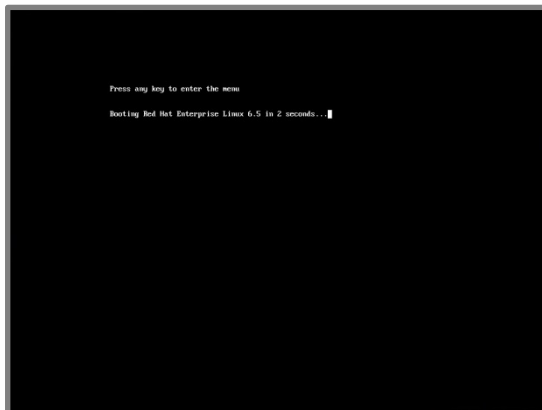 Press any key to enter the menu
Booting Red Hat Enterprise Linux 6.5 in 2 seconds...